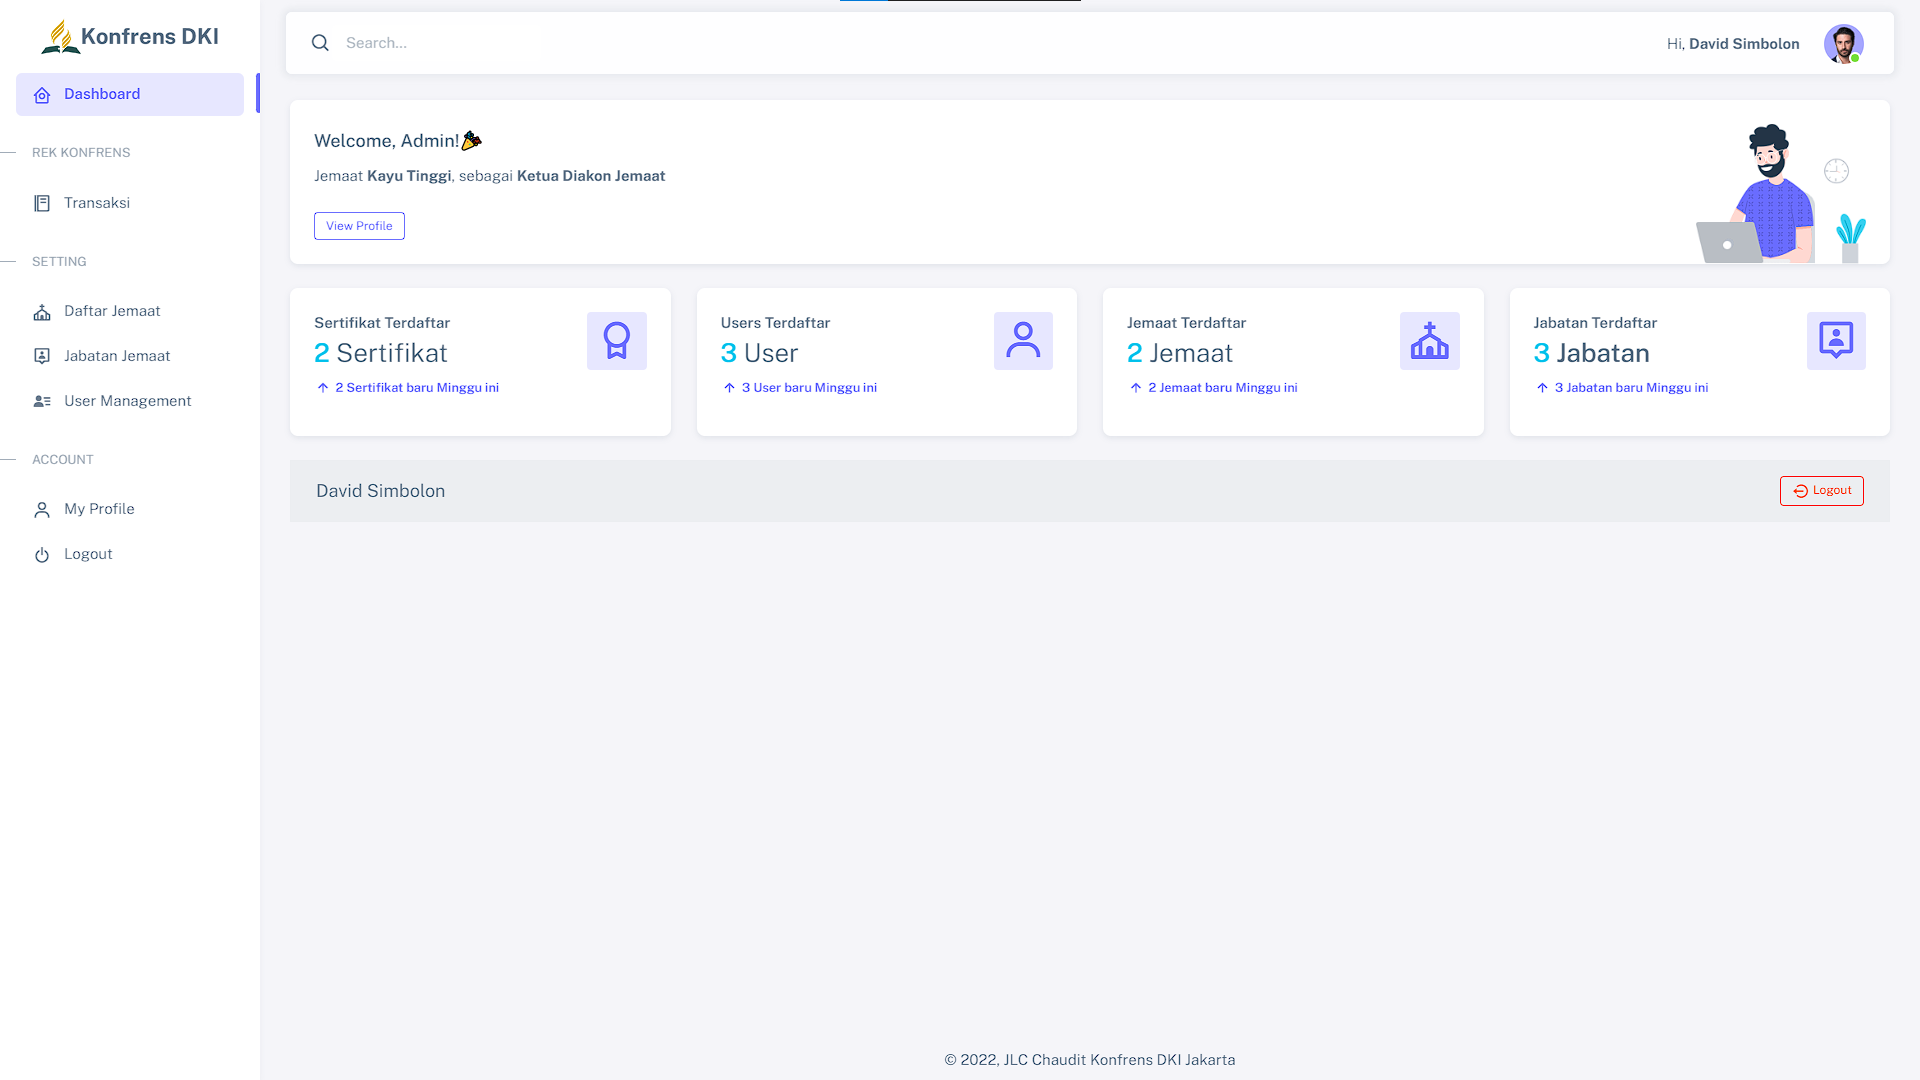 Konfrens DKI
Dashboard
REK KONFRENS
Transaksi
SETTING
Daftar Jemaat
Jabatan Jemaat
User Management
ACCOUNT
My Profile
Logout
Search...
Hi, David Simbolon
Welcome, Admin!🎉
Jemaat Kayu Tinggi, sebagai Ketua Diakon Jemaat
View Profile
Sertifikat Terdaftar
2 Sertifikat
2 Sertifikat baru Minggu ini
Users Terdaftar
3 User
3 User baru Minggu ini
Jemaat Terdaftar
2 Jemaat
2 Jemaat baru Minggu ini
Jabatan Terdaftar
3 Jabatan
3 Jabatan baru Minggu ini
David Simbolon
Logout
© 2022, JLC Chaudit Konfrens DKI Jakarta